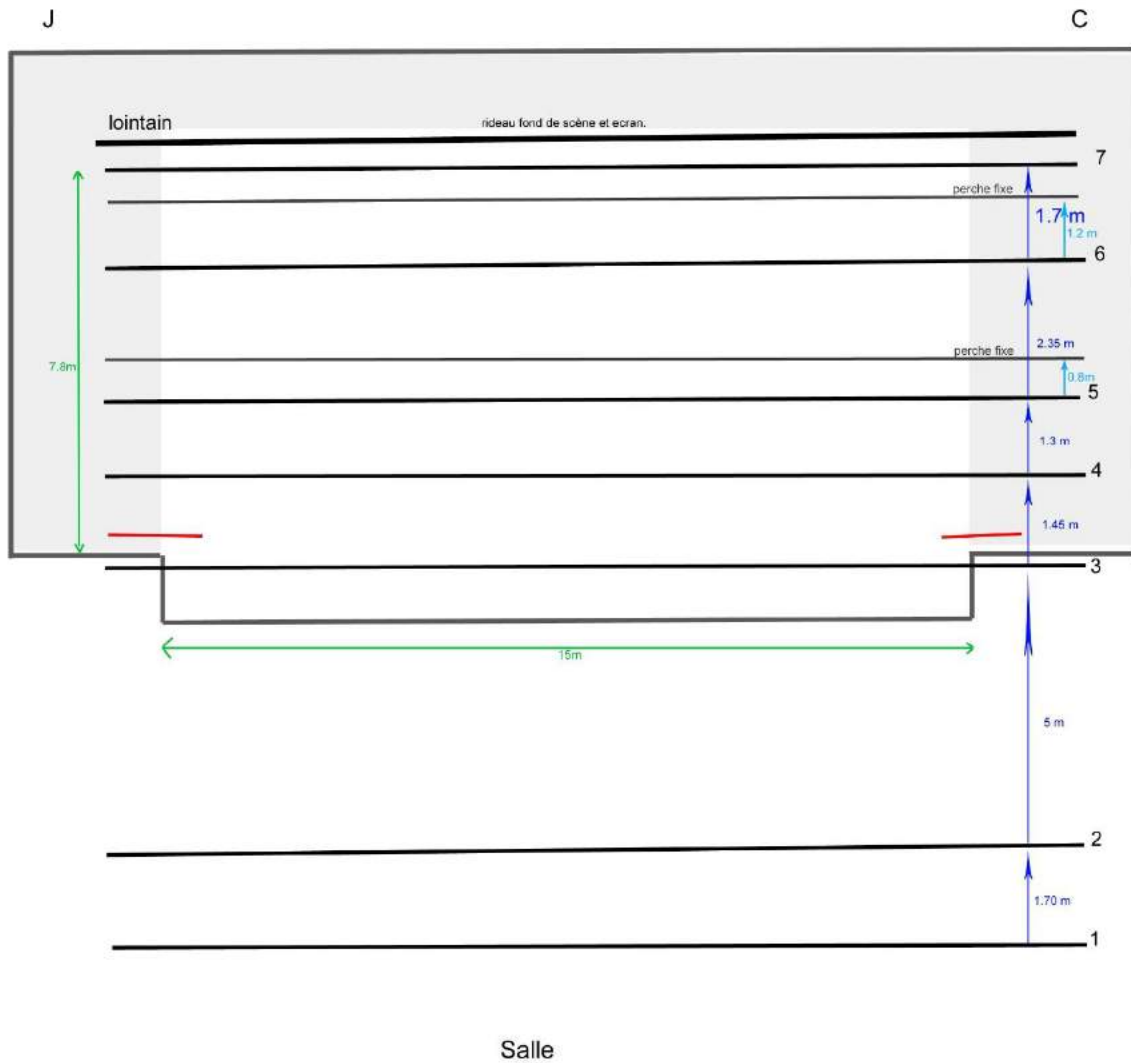 J
C
lointain
rideau fond de scène et ecran.
7
perche fixe
1.7 m
1.2 m
6
7.8m
2.35 m
perche fixe
0.8m
5
1.3 m
4
1.45 m
3
15m
5 m
2
1.70 m
1
Salle